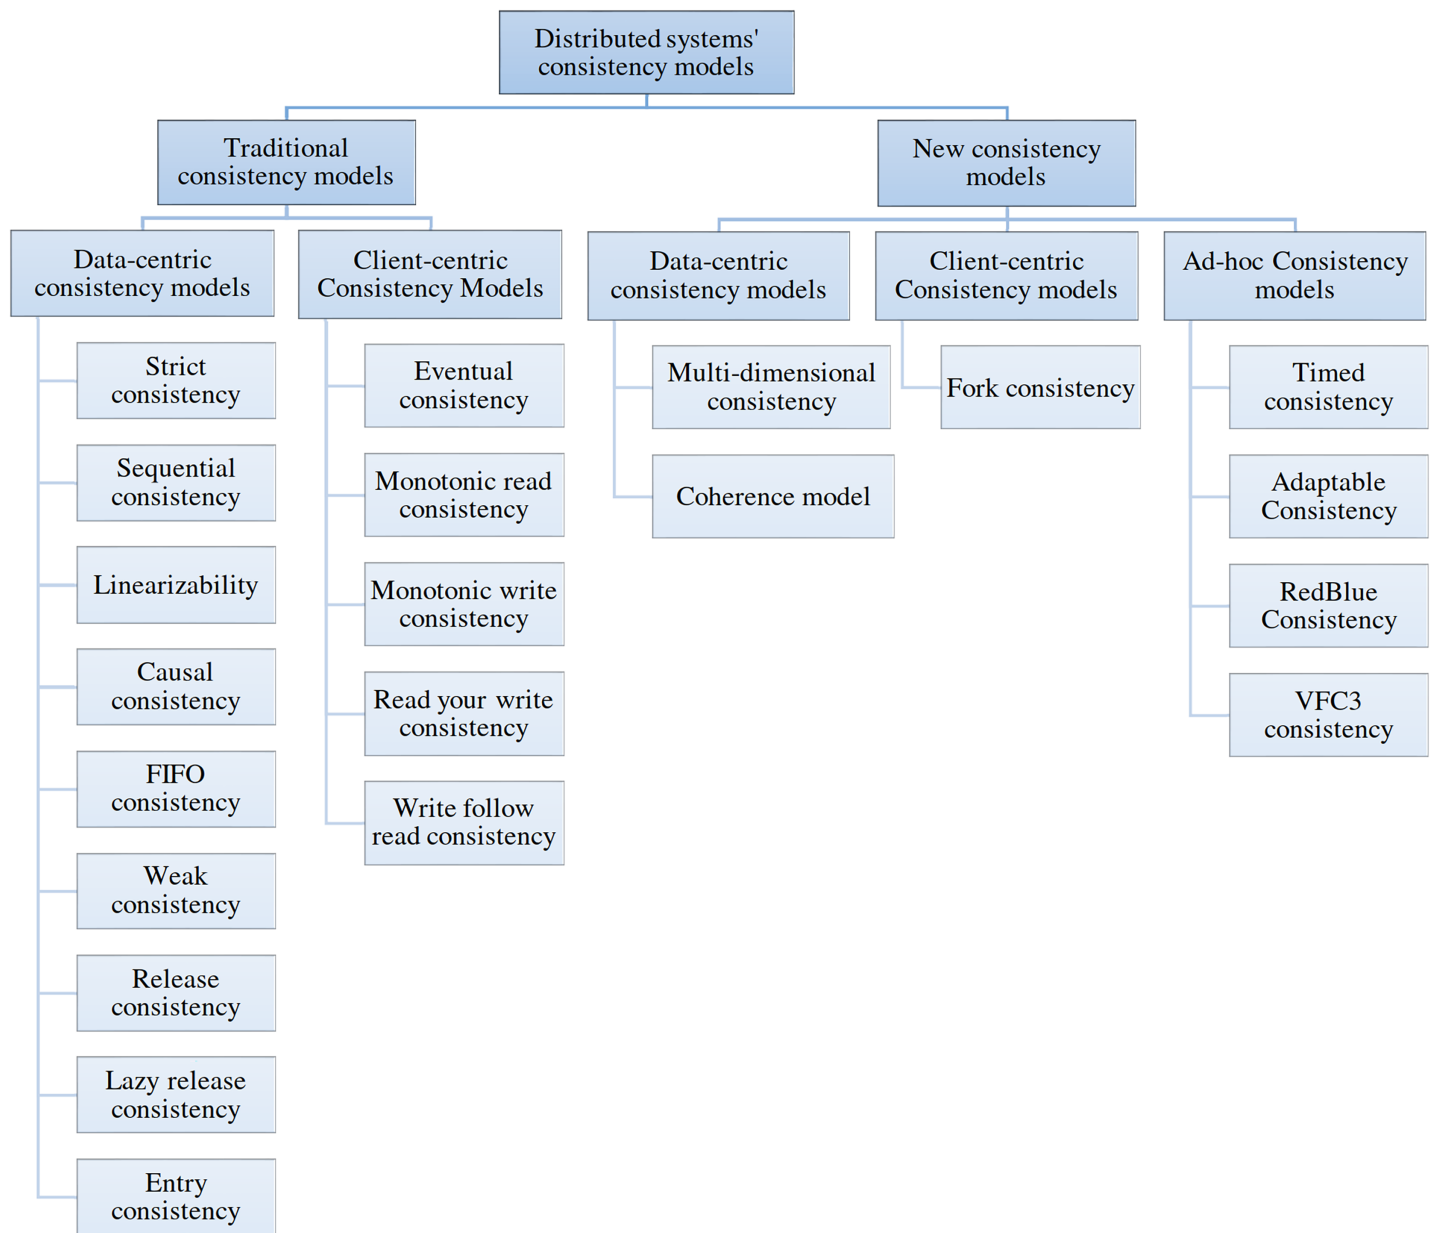 Distributed systems'
consistency models
Traditional
consistency models
New consistency
models
Data-centric
consistency models
Client-centric
Consistency Models
Data-centric
consistency models
Client-centric
Consistency models
Ad-hoc Consistency
models
Strict
consistency
Sequential
consistency
Linearizability
Causal
consistency
FIFO
consistency
Weak
consistency
Release
consistency
Lazy release
consistency
Entry
consistency
Eventual
consistency
Monotonic read
consistency
Monotonic write
consistency
Read your write
consistency
Write follow
read consistency
Multi-dimensional
consistency
Coherence model
Fork consistency
Timed
consistency
Adaptable
Consistency
RedBlue
Consistency
VFC3
consistency